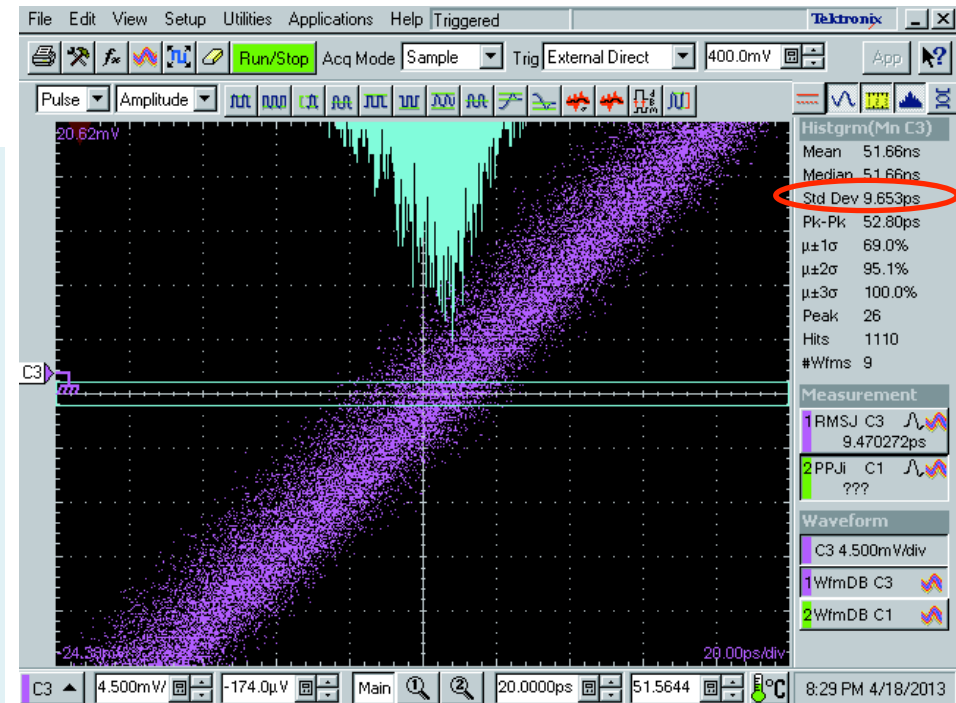 File Edit View Setup Utilities Applications Help Triggered Tektronix
Run/Stop Acq Mode Sample Trig External Direct 400.0mV App
Pulse Amplitude
20.62mV
Histgrm(Mn C3)
Mean 51.66ns
Median 51.66ns
Std Dev 9.653ps
Pk-Pk 52.80ps
µ±1σ 69.0%
µ±2σ 95.1%
µ±3σ 100.0%
Peak 26
Hits 1110
#Wfms 9
C3
Measurement
1 RMSJ C3
9.470272ps
2 PPJi C1
???
Waveform
C3 4.500mV/div
1 WfmDB C3
2 WfmDB C1
20.00ps/div
C3 4.500mV/ -174.0µV Main 1 2 20.0000ps 51.5644 °C 8:29 PM 4/18/2013